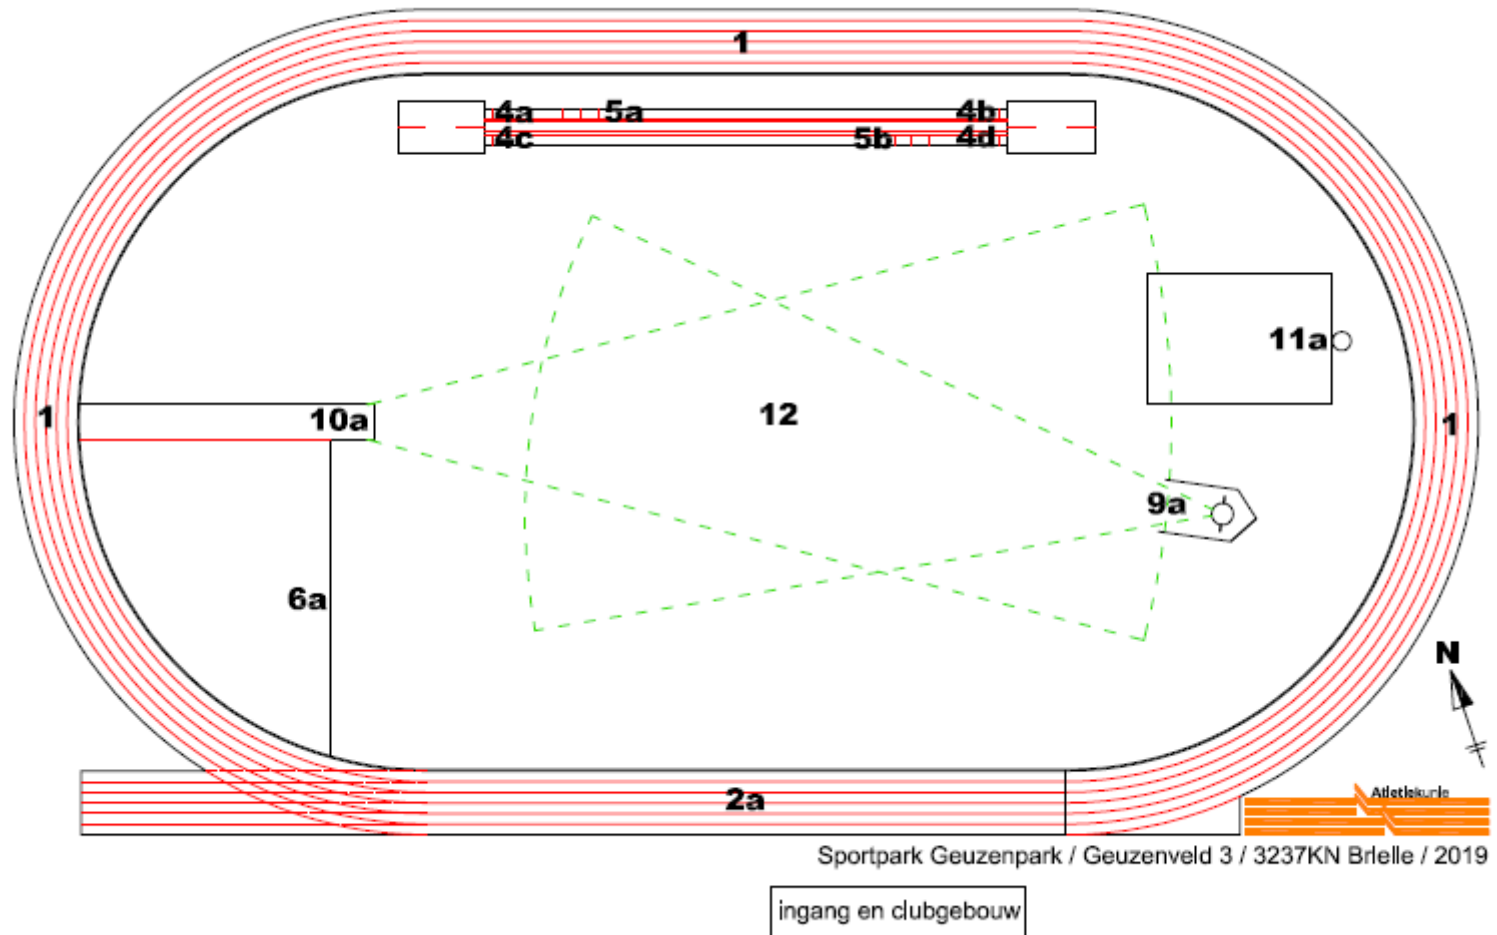 1
4a 5a 4b
4c 5b 4d
11a
12
10a
1
1
9a
6a
N
2a
Atletiekunie
Sportpark Geuzenpark / Geuzenveld 3 / 3237KN Brielle / 2019
ingang en clubgebouw